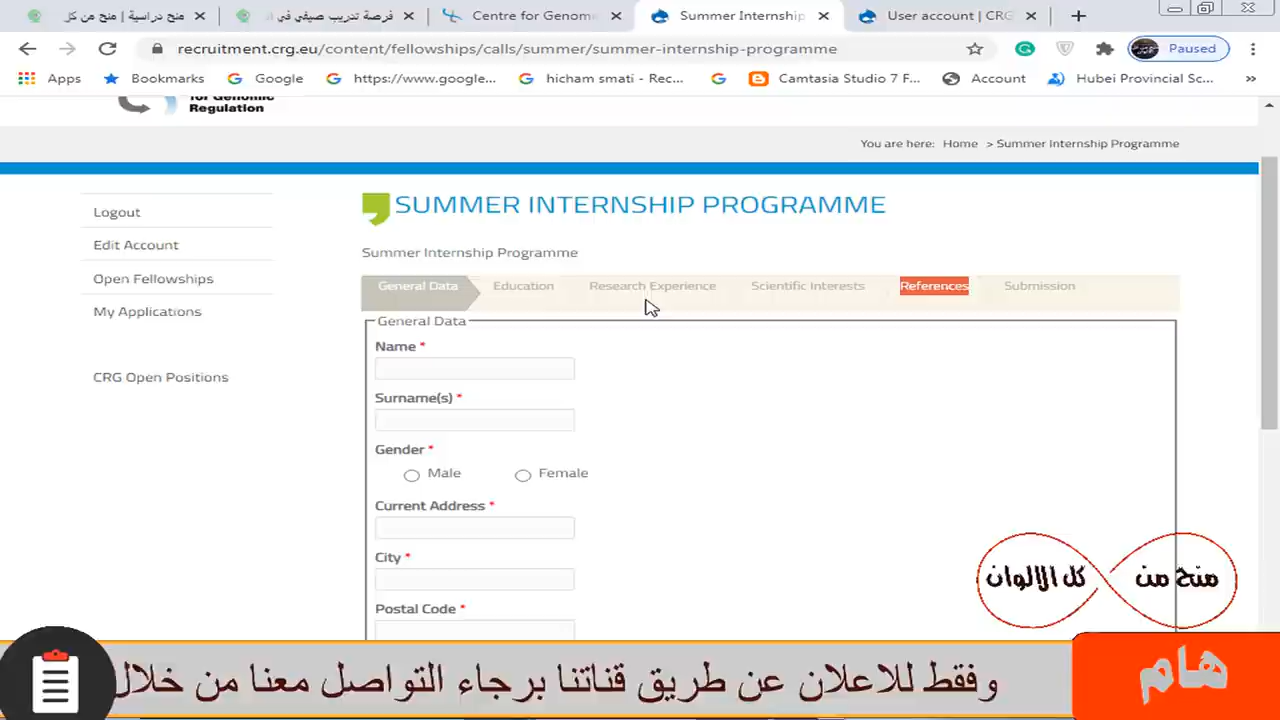 منح دراسية | منح من كل
فرصة تدريب صيفي في ا
Centre for Genom
Summer Internship
User account | CRG
recruitment.crg.eu/content/fellowships/calls/summer/summer-internship-programme
Paused
Apps
Bookmarks
Google
https://www.google...
hicham smati - Rec...
Camtasia Studio 7 F...
Account
Hubei Provincial Sc...
»
for Genomic
Regulation
You are here: Home > Summer Internship Programme
Logout
Edit Account
Open Fellowships
My Applications
CRG Open Positions
SUMMER INTERNSHIP PROGRAMME
Summer Internship Programme
General Data Education Research Experience Scientific Interests References Submission
General Data
Name *
Surname(s) *
Gender *
Male Female
Current Address *
City *
Postal Code *
منح من كل الالوان
هام
وفقط للاعلان عن طريق قناتنا برجاء التواصل معنا من خلال